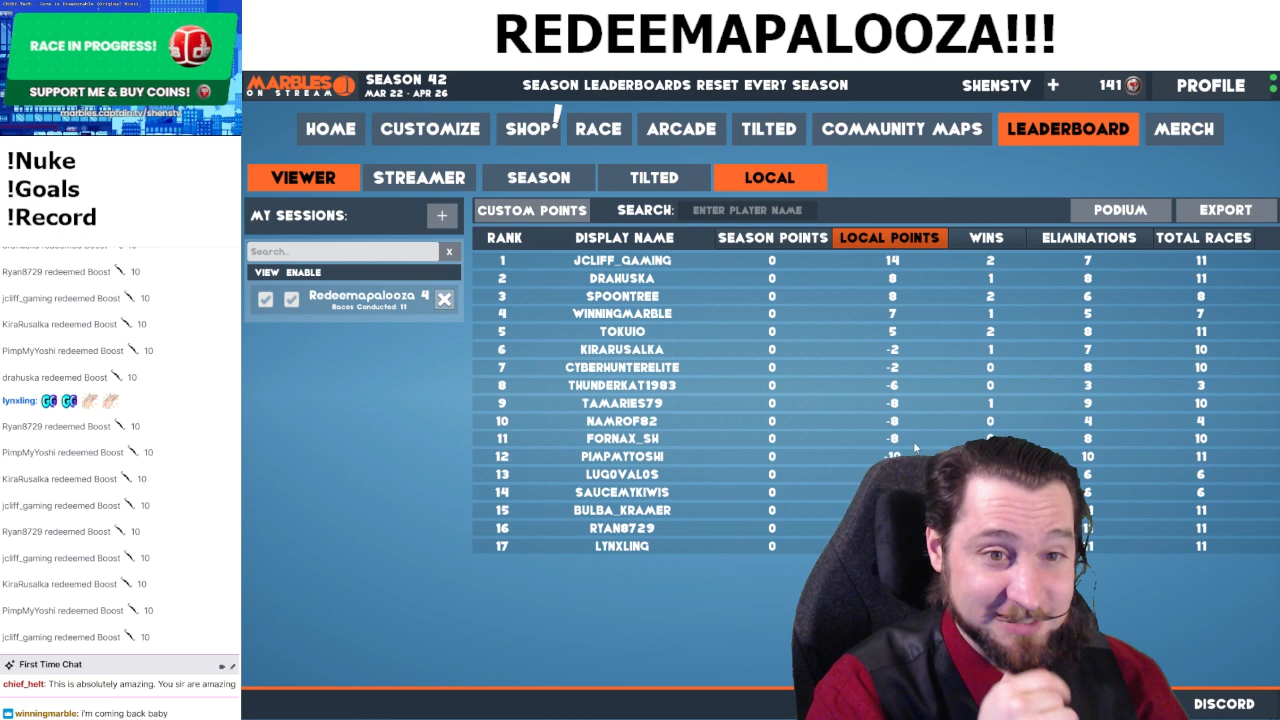 REDEEMAPALOOZA!!!
RACE IN PROGRESS!
SUPPORT ME & BUY COINS!
marbles.captain.tv/shenstv
!Nuke
!Goals
!Record
Ryan8729 redeemed Boost 10
jcliff_gaming redeemed Boost 10
KiraRusalka redeemed Boost 10
PimpMyYoshi redeemed Boost 10
drahuska redeemed Boost 10
lynxling: GG GG
Ryan8729 redeemed Boost 10
PimpMyYoshi redeemed Boost 10
KiraRusalka redeemed Boost 10
jcliff_gaming redeemed Boost 10
Ryan8729 redeemed Boost 10
jcliff_gaming redeemed Boost 10
KiraRusalka redeemed Boost 10
PimpMyYoshi redeemed Boost 10
jcliff_gaming redeemed Boost 10
First Time Chat
chief_helt: This is absolutely amazing. You sir are amazing
winningmarble: i'm coming back baby
MARBLES ON STREAM
SEASON 42
MAR 22 - APR 26
SEASON LEADERBOARDS RESET EVERY SEASON
SHENSTV + 141 PROFILE
HOME CUSTOMIZE SHOP! RACE ARCADE TILTED COMMUNITY MAPS LEADERBOARD MERCH
VIEWER STREAMER SEASON TILTED LOCAL
MY SESSIONS: +
Search... x
VIEW ENABLE
Redeemapalooza 4
Races Conducted: 11
CUSTOM POINTS SEARCH: ENTER PLAYER NAME PODIUM EXPORT
RANK DISPLAY NAME SEASON POINTS LOCAL POINTS WINS ELIMINATIONS TOTAL RACES
1 JCLIFF_GAMING 0 14 2 7 11
2 DRAHUSKA 0 8 1 8 11
3 SPOONTREE 0 8 2 6 8
4 WINNINGMARBLE 0 7 1 5 7
5 TOKUIO 0 5 2 8 11
6 KIRARUSALKA 0 -2 1 7 10
7 CYBERHUNTERELITE 0 -2 0 8 10
8 THUNDERKAT1983 0 -6 0 3 3
9 TAMARIES79 0 -8 1 9 10
10 NAMROF82 0 -8 0 4 4
11 FORNAX_SH 0 -8 8 10
12 PIMPMYYOSHI 0 -10 10 11
13 LUGOVALOS 0 6 6
14 SAUCEMYKIWIS 0 6 6
15 BULBA_KRAMER 0 11
16 RYAN8729 0 11
17 LYNXLING 0 11
DISCORD